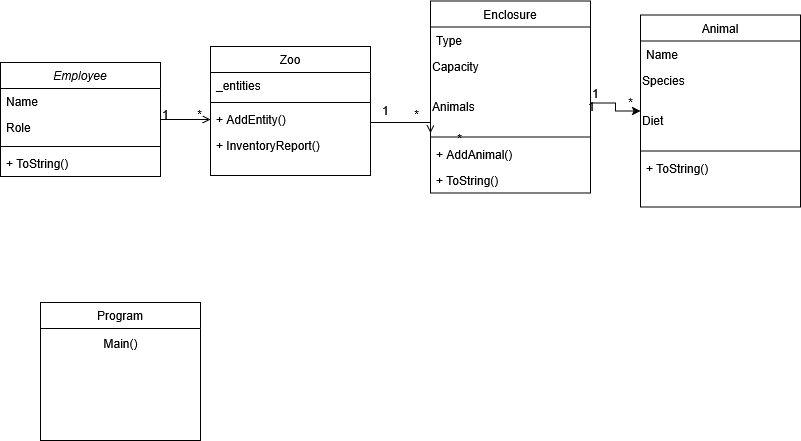 Employee
Name
Role
+ ToString()
1
*
Zoo
_entities
+ AddEntity()
+ InventoryReport()
1
*
*
Enclosure
Type
Capacity
Animals
+ AddAnimal()
+ ToString()
1
1
*
Animal
Name
Species
Diet
+ ToString()
Program
Main()